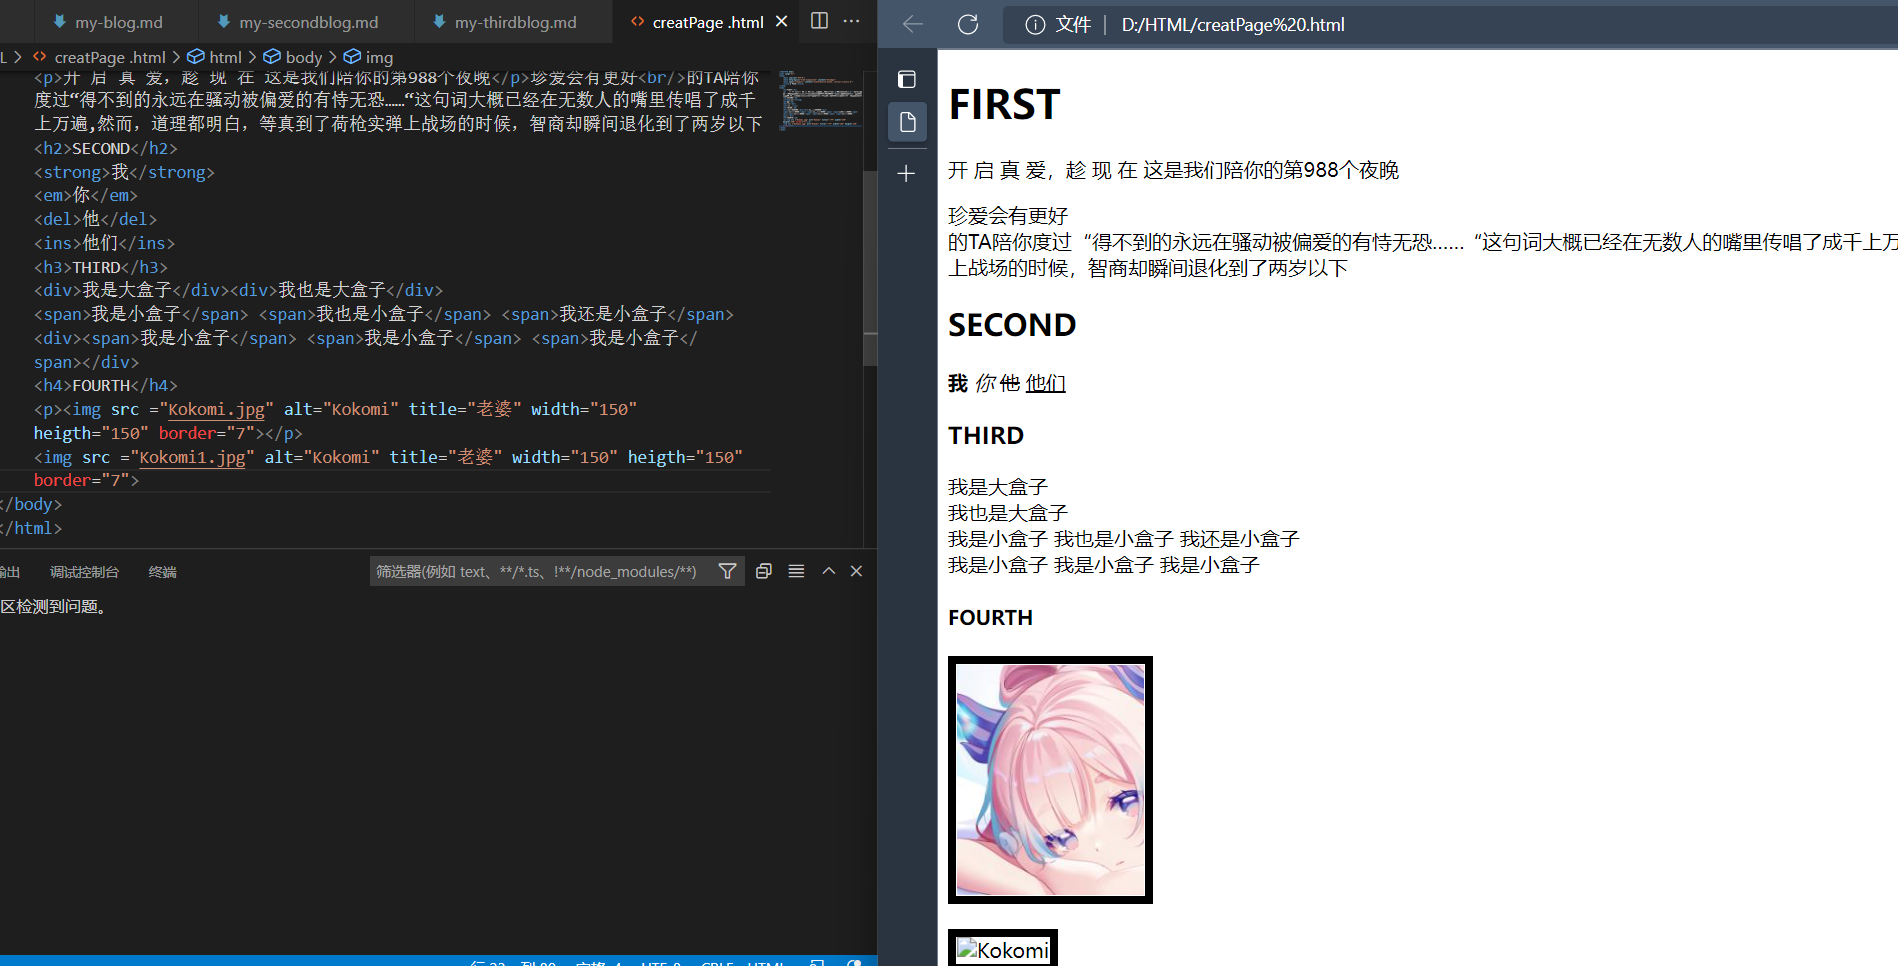 my-blog.md my-secondblog.md my-thirdblog.md creatPage .html
L > creatPage .html > html > body > img
<p>开 启 真 爱，趁 现 在 这是我们陪你的第988个夜晚</p>珍爱会有更好<br/>的TA陪你
度过“得不到的永远在骚动被偏爱的有恃无恐……“这句词大概已经在无数人的嘴里传唱了成千
上万遍,然而，道理都明白，等真到了荷枪实弹上战场的时候，智商却瞬间退化到了两岁以下
<h2>SECOND</h2>
<strong>我</strong>
<em>你</em>
<del>他</del>
<ins>他们</ins>
<h3>THIRD</h3>
<div>我是大盒子</div><div>我也是大盒子</div>
<span>我是小盒子</span> <span>我也是小盒子</span> <span>我还是小盒子</span>
<div><span>我是小盒子</span> <span>我是小盒子</span> <span>我是小盒子</
span></div>
<h4>FOURTH</h4>
<p><img src ="Kokomi.jpg" alt="Kokomi" title="老婆" width="150"
heigth="150" border="7"></p>
<img src ="Kokomi1.jpg" alt="Kokomi" title="老婆" width="150" heigth="150"
border="7">
</body>
</html>
输出 调试控制台 终端 筛选器(例如 text、**/*.ts、!**/node_modules/**)
区检测到问题。
文件 | D:/HTML/creatPage%20.html
FIRST
开 启 真 爱，趁 现 在 这是我们陪你的第988个夜晚
珍爱会有更好
的TA陪你度过“得不到的永远在骚动被偏爱的有恃无恐……“这句词大概已经在无数人的嘴里传唱了成千上万
上战场的时候，智商却瞬间退化到了两岁以下
SECOND
我 你 他 他们
THIRD
我是大盒子
我也是大盒子
我是小盒子 我也是小盒子 我还是小盒子
我是小盒子 我是小盒子 我是小盒子
FOURTH
Kokomi